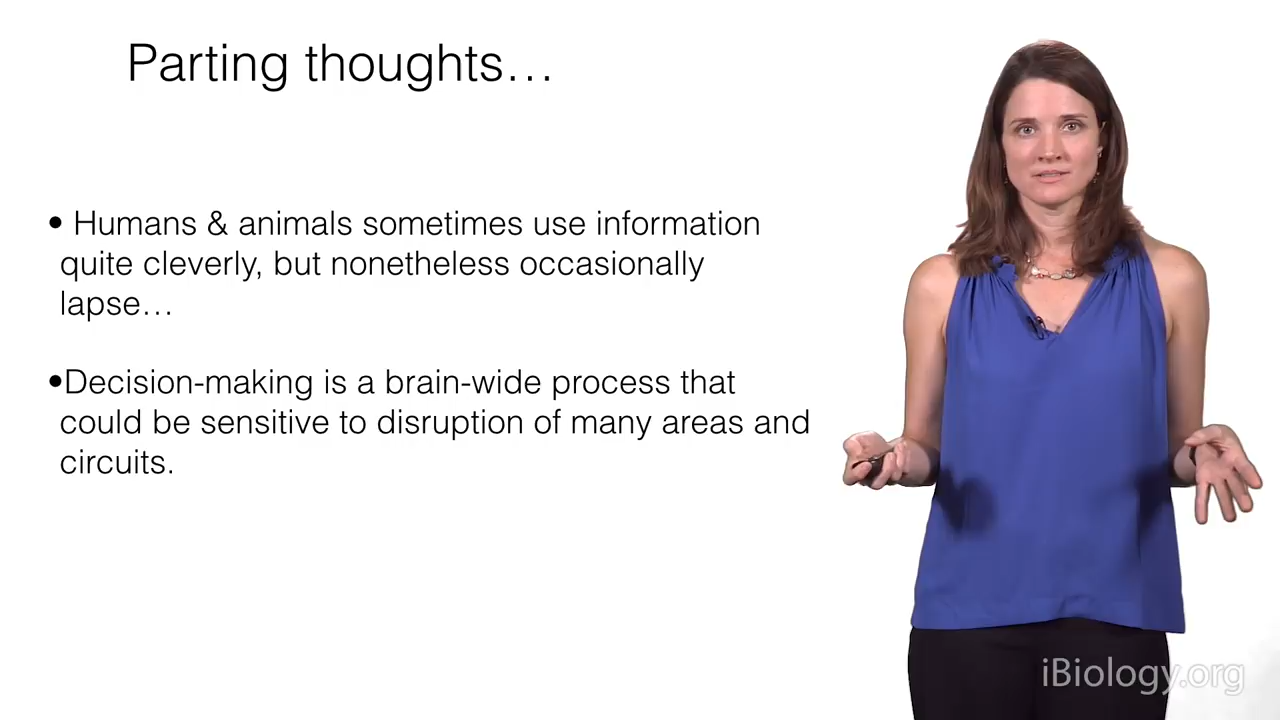 Parting thoughts…
• Humans & animals sometimes use information
quite cleverly, but nonetheless occasionally
lapse…
•Decision-making is a brain-wide process that
could be sensitive to disruption of many areas and
circuits.
iBiology.org